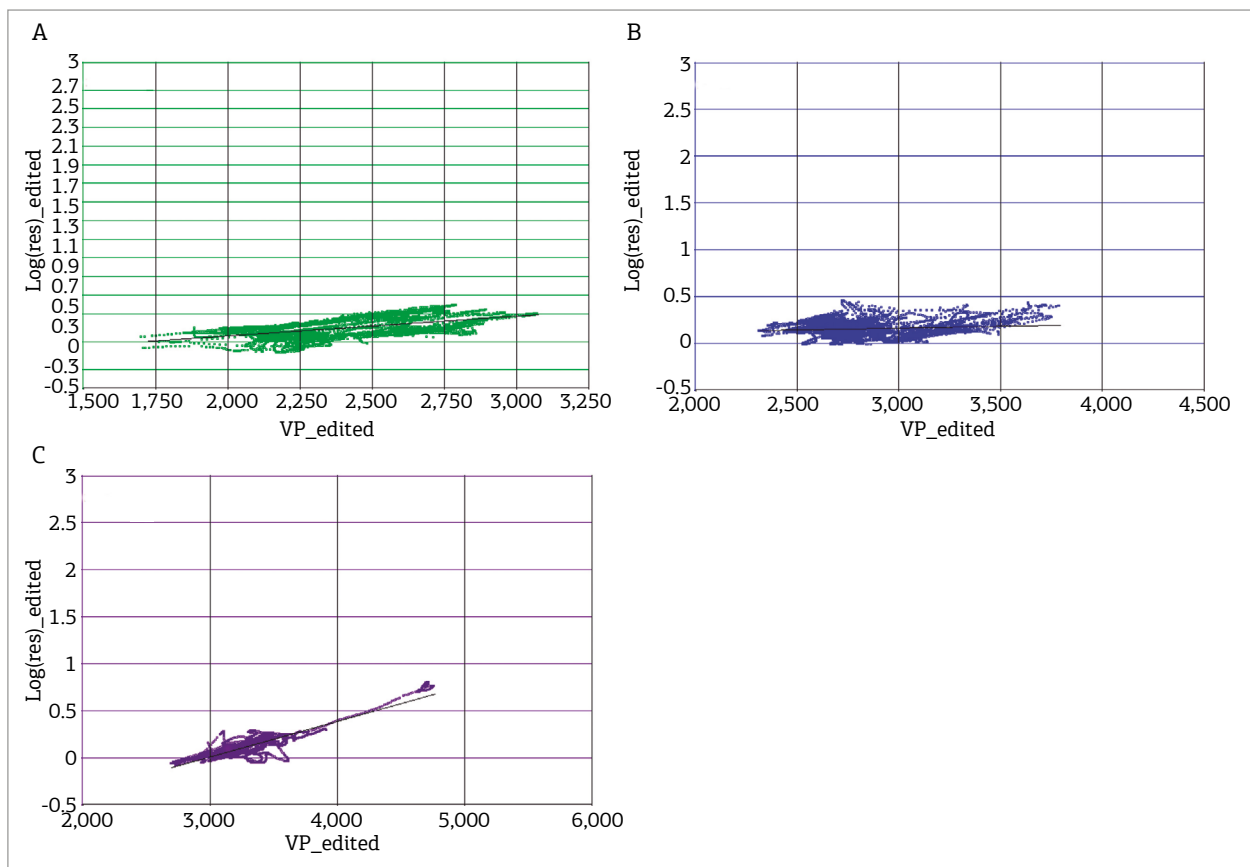 A
3
2.7
2.5
2.3
2.1
1.9
1.7
1.5
1.3
1.1
0.9
0.7
0.5
0.3
0
-0.3
-0.5
Log(res)_edited
1,500 1,750 2,000 2,250 2,500 2,750 3,000 3,250
VP_edited
B
3
2.5
2
1.5
1
0.5
0
-0.5
Log(res)_edited
2,000 2,500 3,000 3,500 4,000 4,500
VP_edited
C
3
2.5
2
1.5
1
0.5
0
-0.5
Log(res)_edited
2,000 3,000 4,000 5,000 6,000
VP_edited